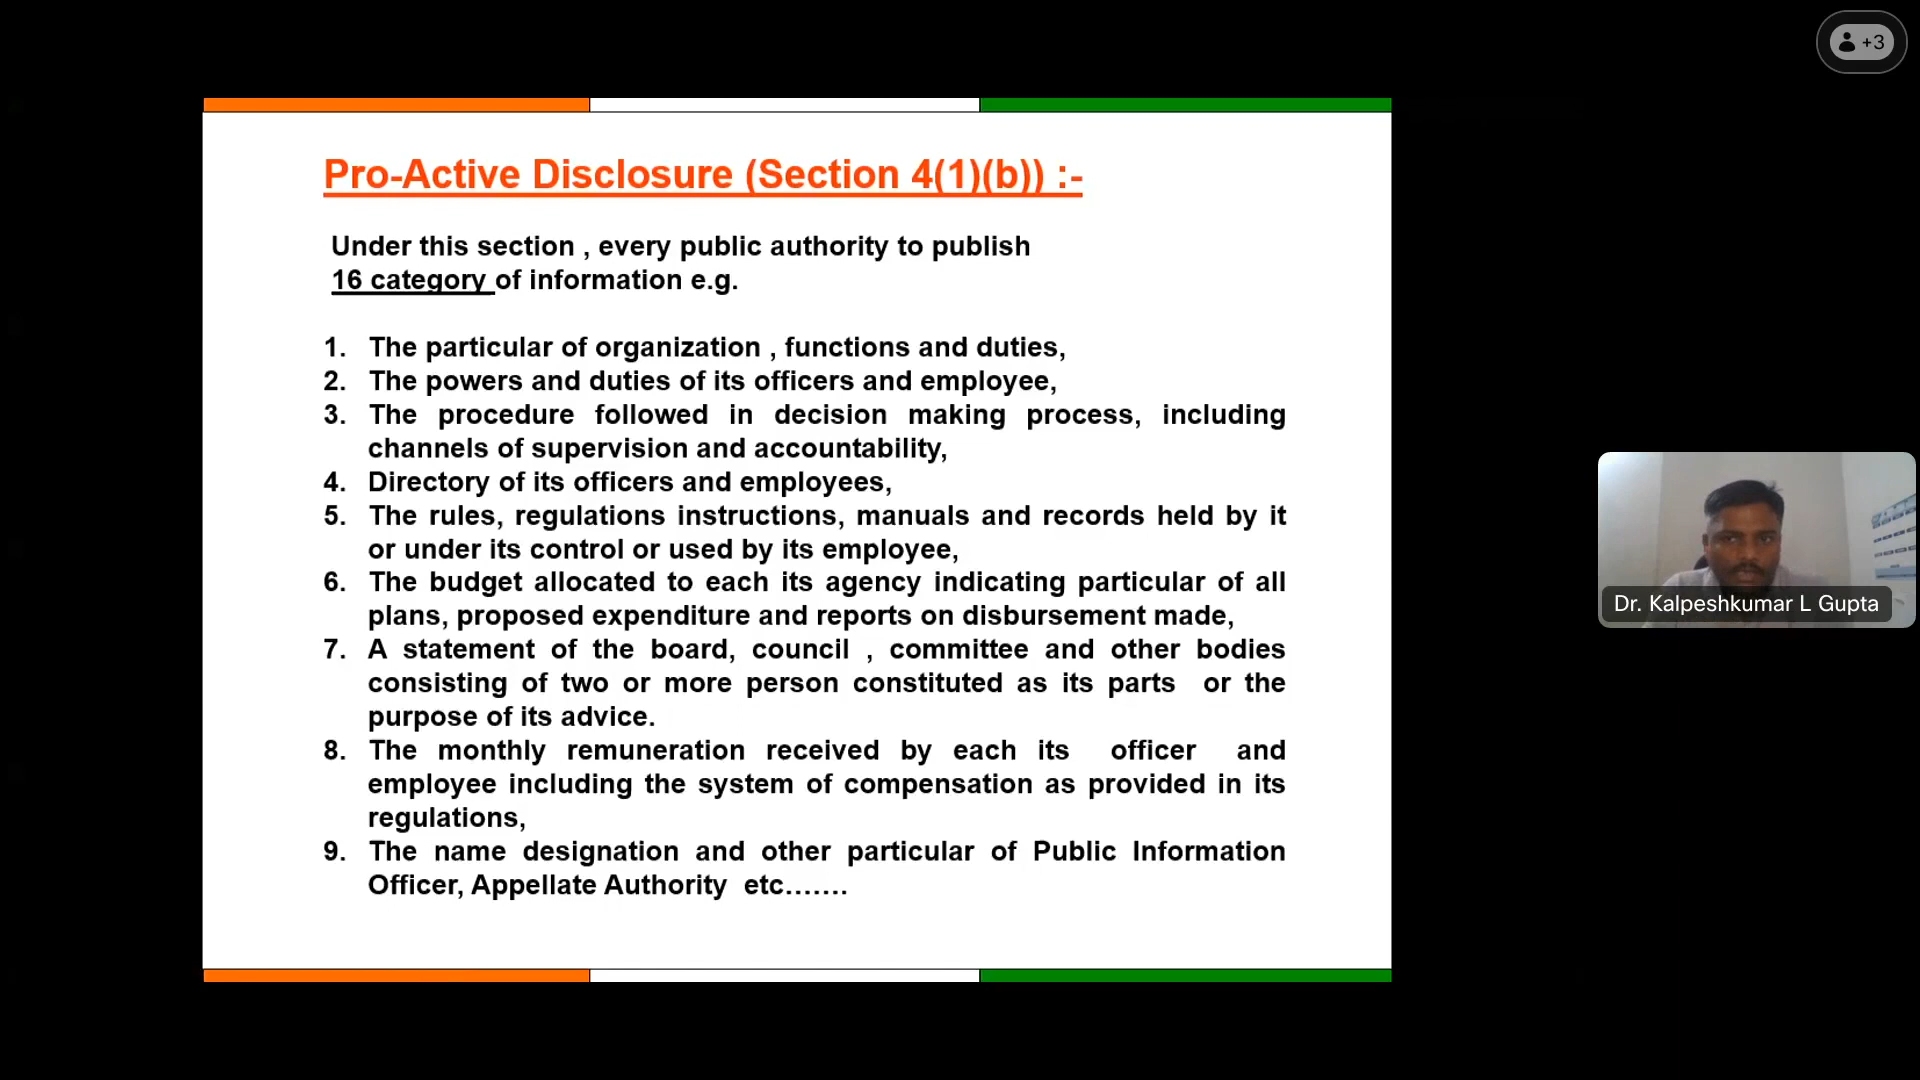 +3
Pro-Active Disclosure (Section 4(1)(b)) :-
Under this section , every public authority to publish
16 category of information e.g.
1. The particular of organization , functions and duties,
2. The powers and duties of its officers and employee,
3. The procedure followed in decision making process, including
channels of supervision and accountability,
4. Directory of its officers and employees,
5. The rules, regulations instructions, manuals and records held by it
or under its control or used by its employee,
6. The budget allocated to each its agency indicating particular of all
plans, proposed expenditure and reports on disbursement made,
7. A statement of the board, council , committee and other bodies
consisting of two or more person constituted as its parts or the
purpose of its advice.
8. The monthly remuneration received by each its officer and
employee including the system of compensation as provided in its
regulations,
9. The name designation and other particular of Public Information
Officer, Appellate Authority etc…….
Dr. Kalpeshkumar L Gupta